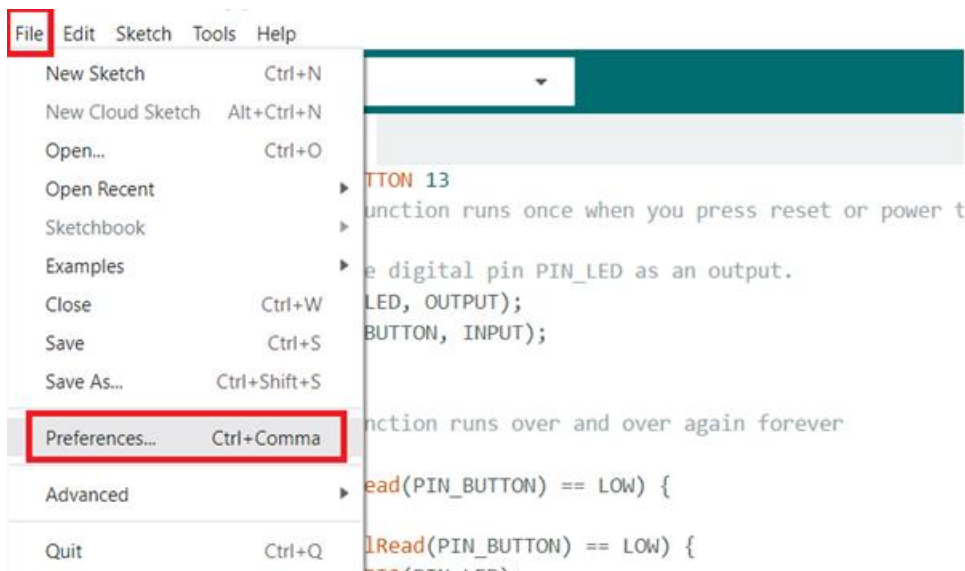 File Edit Sketch Tools Help
New Sketch Ctrl+N
New Cloud Sketch Alt+Ctrl+N
Open... Ctrl+O
Open Recent
Sketchbook
Examples
Close Ctrl+W
Save Ctrl+S
Save As... Ctrl+Shift+S
Preferences... Ctrl+Comma
Advanced
Quit Ctrl+Q
TTON 13
unction runs once when you press reset or power t
e digital pin PIN_LED as an output.
LED, OUTPUT);
BUTTON, INPUT);
nction runs over and over again forever
ead(PIN_BUTTON) == LOW) {
lRead(PIN_BUTTON) == LOW) {